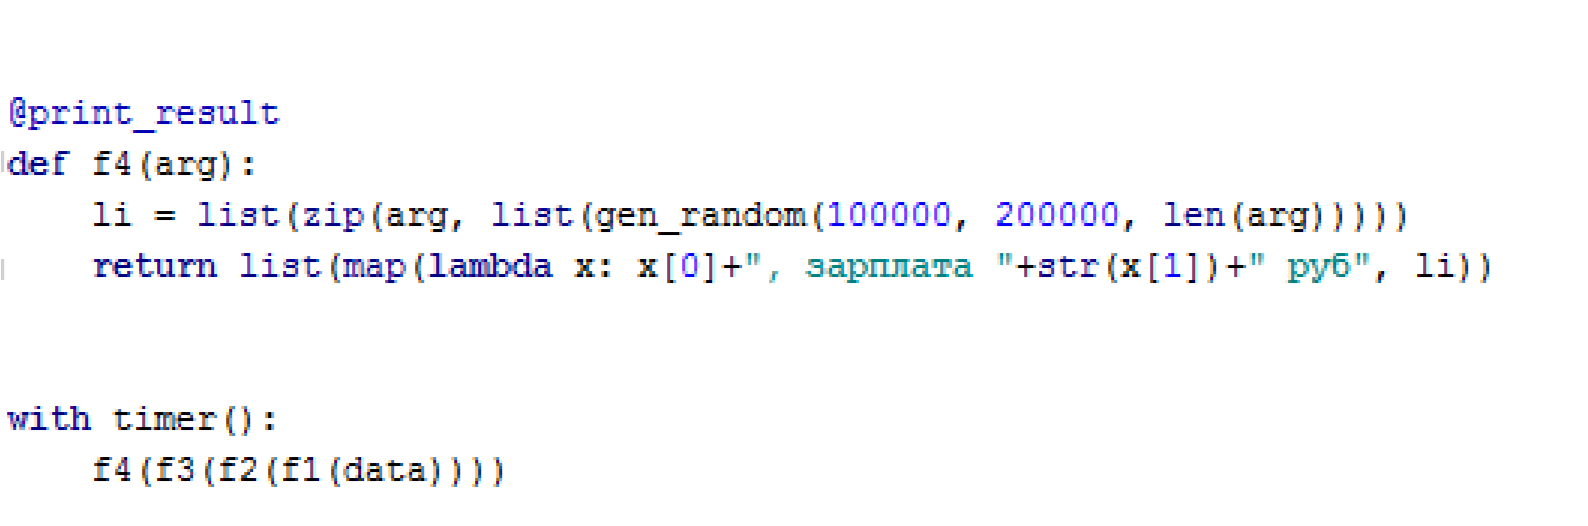 @print_result
def f4(arg):
    li = list(zip(arg, list(gen_random(100000, 200000, len(arg)))))
    return list(map(lambda x: x[0]+", зарплата "+str(x[1])+" руб", li))
with timer():
    f4(f3(f2(f1(data))))